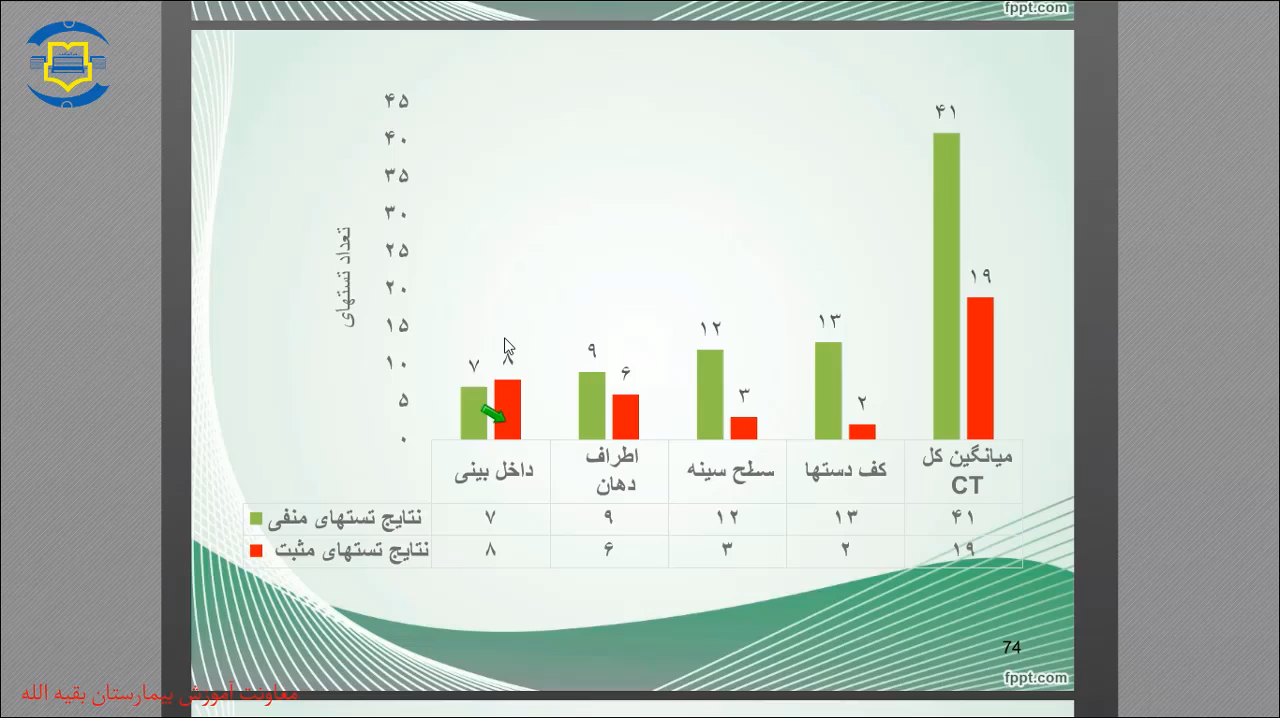 fppt.com
۴۵
۴۰
۳۵
۳۰
۲۵
۲۰
۱۵
۱۰
۵
۰
تعداد تستهای
۷ ۸ ۹ ۶ ۱۲ ۳ ۱۳ ۲ ۴۱ ۱۹
داخل بینی
اطراف
دهان
سطح سینه
کف دستها
میانگین کل
CT
نتایج تستهای منفی ۷ ۹ ۱۲ ۱۳ ۴۱
نتایج تستهای مثبت ۸ ۶ ۳ ۲ ۱۹
74
fppt.com
معاونت آموزش بیمارستان بقیه الله